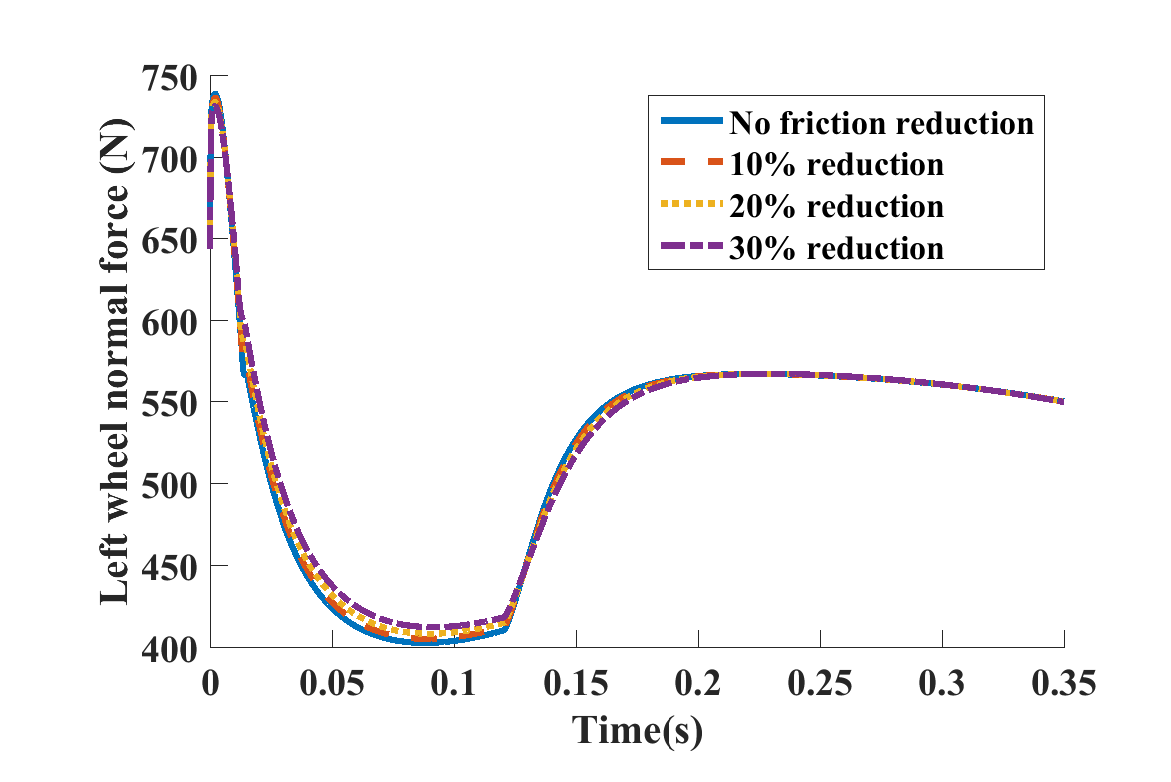 750
700
650
600
550
500
450
400
Left wheel normal force (N)
No friction reduction
10% reduction
20% reduction
30% reduction
0
0.05
0.1
0.15
0.2
0.25
0.3
0.35
Time(s)